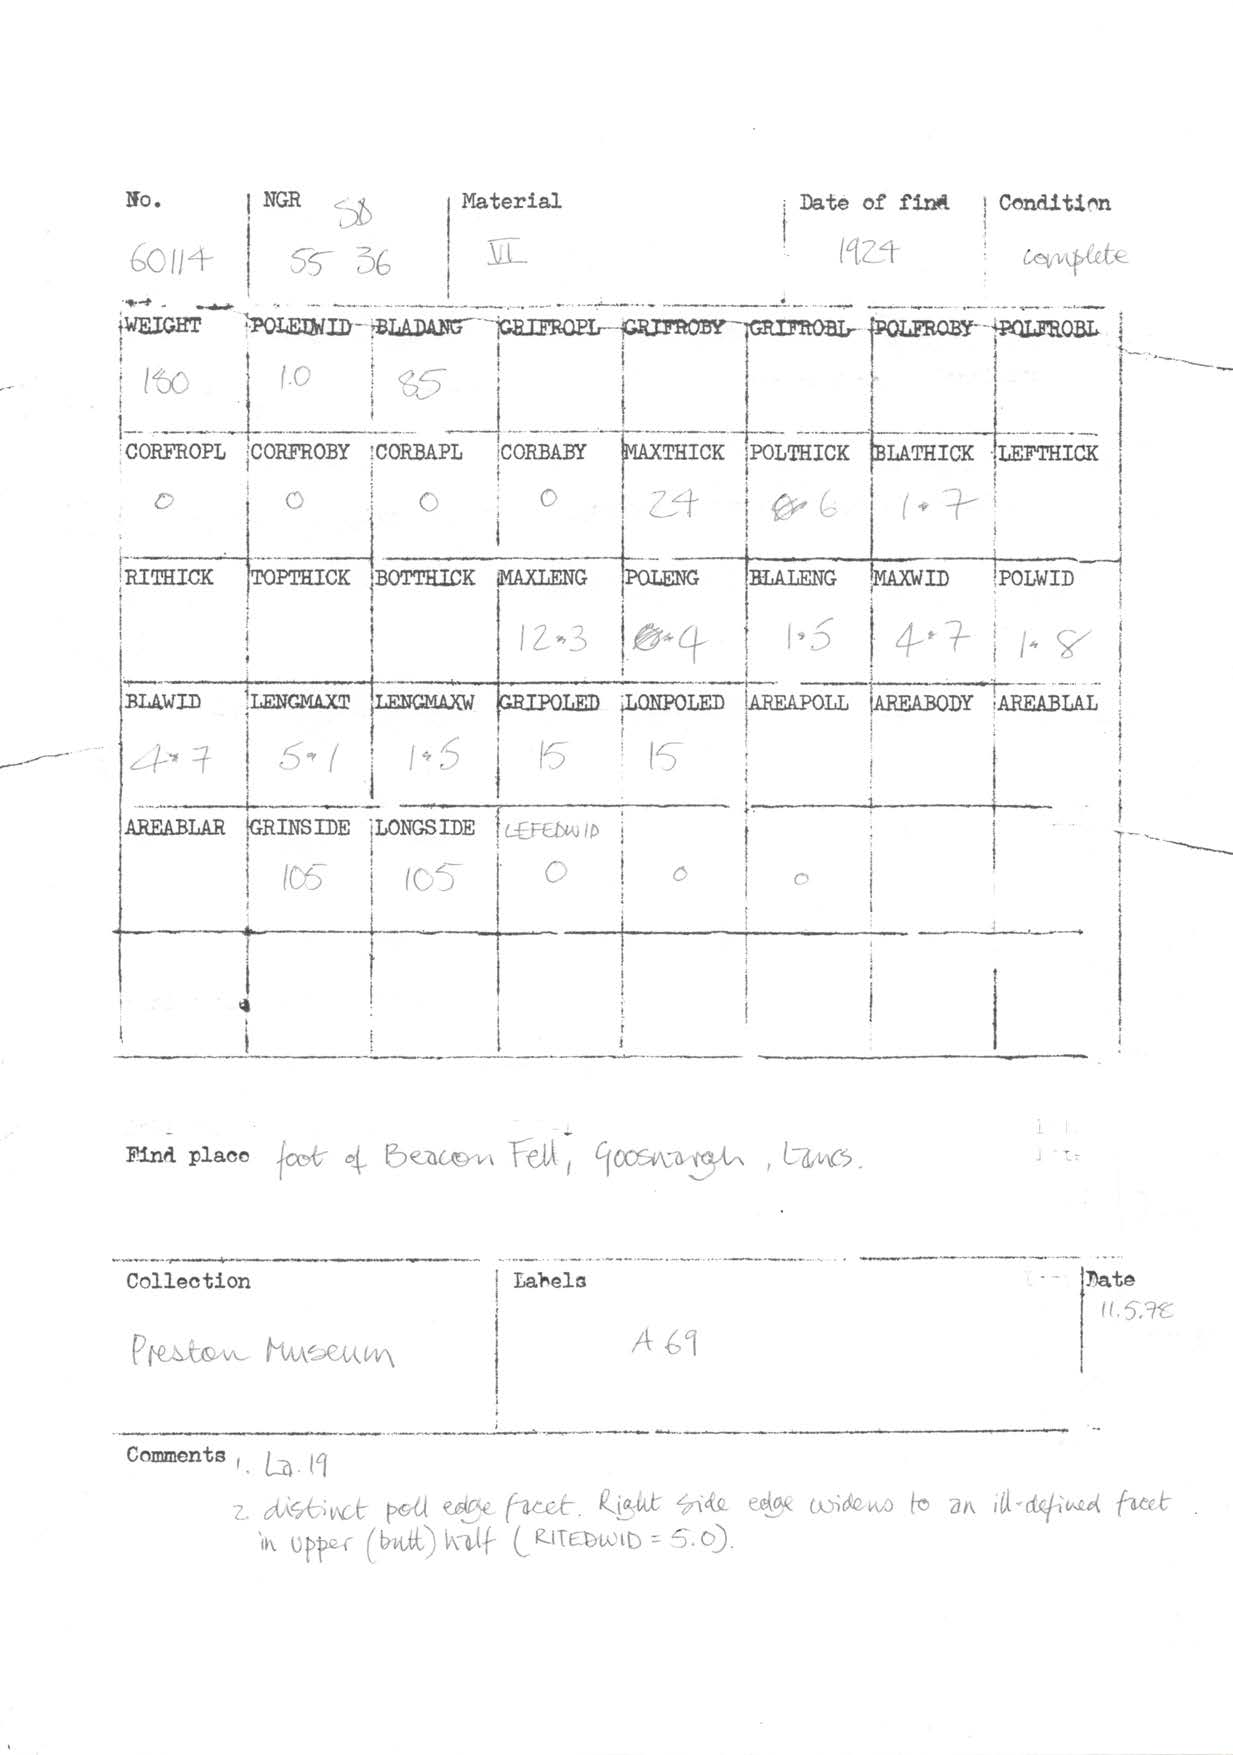 No. NGR SD Material Date of find Condition
60114 55 36 VI 1924 complete
WEIGHT POLEDWID BLADANG GRIFROPL GRIFROBY GRIFROBL POLFROBY POLFROBL
180 1.0 85
CORFROPL CORFROBY CORBAPL CORBABY MAXTHICK POLTHICK BLATHICK LEFTHICK
0 0 0 0 24 6 1.7
RITHICK TOPTHICK BOTTHICK MAXLENG POLENG BLALENG MAXWID POLWID
12.3 .4 1.5 4.7 1.8
BLAWID LENGMAXT LENGMAXW GRIPOLED LONPOLED AREAPOLL AREABODY AREABLAL
4.7 5.1 1.5 15 15
AREABLAR GRINSIDE LONGSIDE LEFEDWID
105 105 0 0 0
Find place foot of Beacon Fell, Goosnargh, Lancs.
Collection Labels Date
11.5.78
Preston Museum A 69
Comments 1. La.19
2. distinct poll edge facet. Right side edge widens to an ill-defined facet
in upper (butt) half (RITEDWID = 5.0).